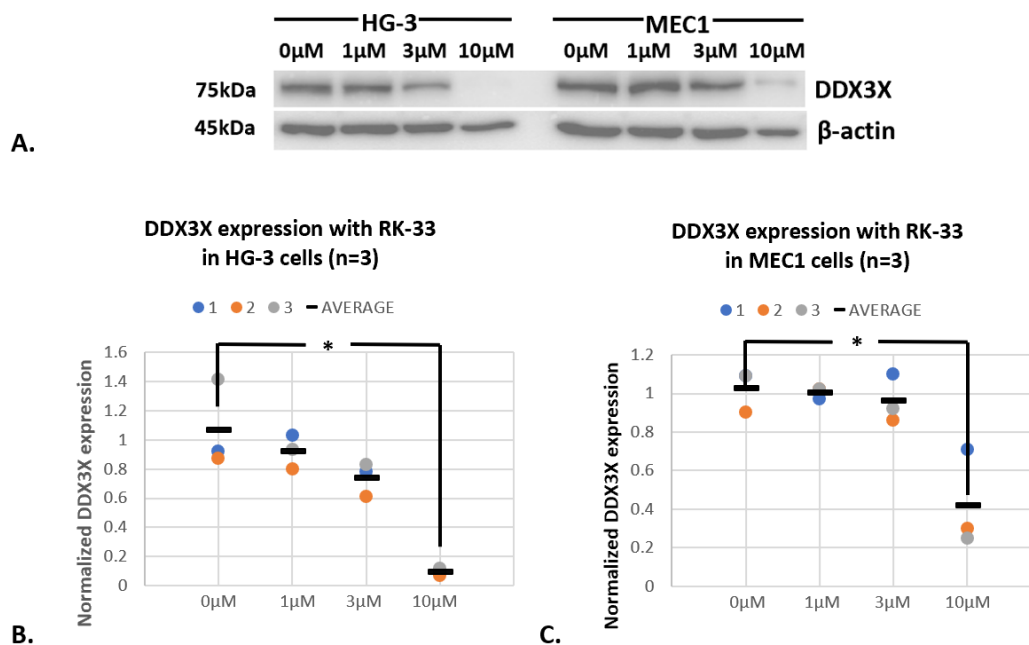 HG-3 MEC1
0µM 1µM 3µM 10µM 0µM 1µM 3µM 10µM
75kDa DDX3X
45kDa β-actin
A.
DDX3X expression with RK-33
in HG-3 cells (n=3)
1 2 3 AVERAGE
*
Normalized DDX3X expression
1.6
1.4
1.2
1
0.8
0.6
0.4
0.2
0
0µM 1µM 3µM 10µM
B.
DDX3X expression with RK-33
in MEC1 cells (n=3)
1 2 3 AVERAGE
*
Normalized DDX3X expression
1.2
1
0.8
0.6
0.4
0.2
0
0µM 1µM 3µM 10µM
C.